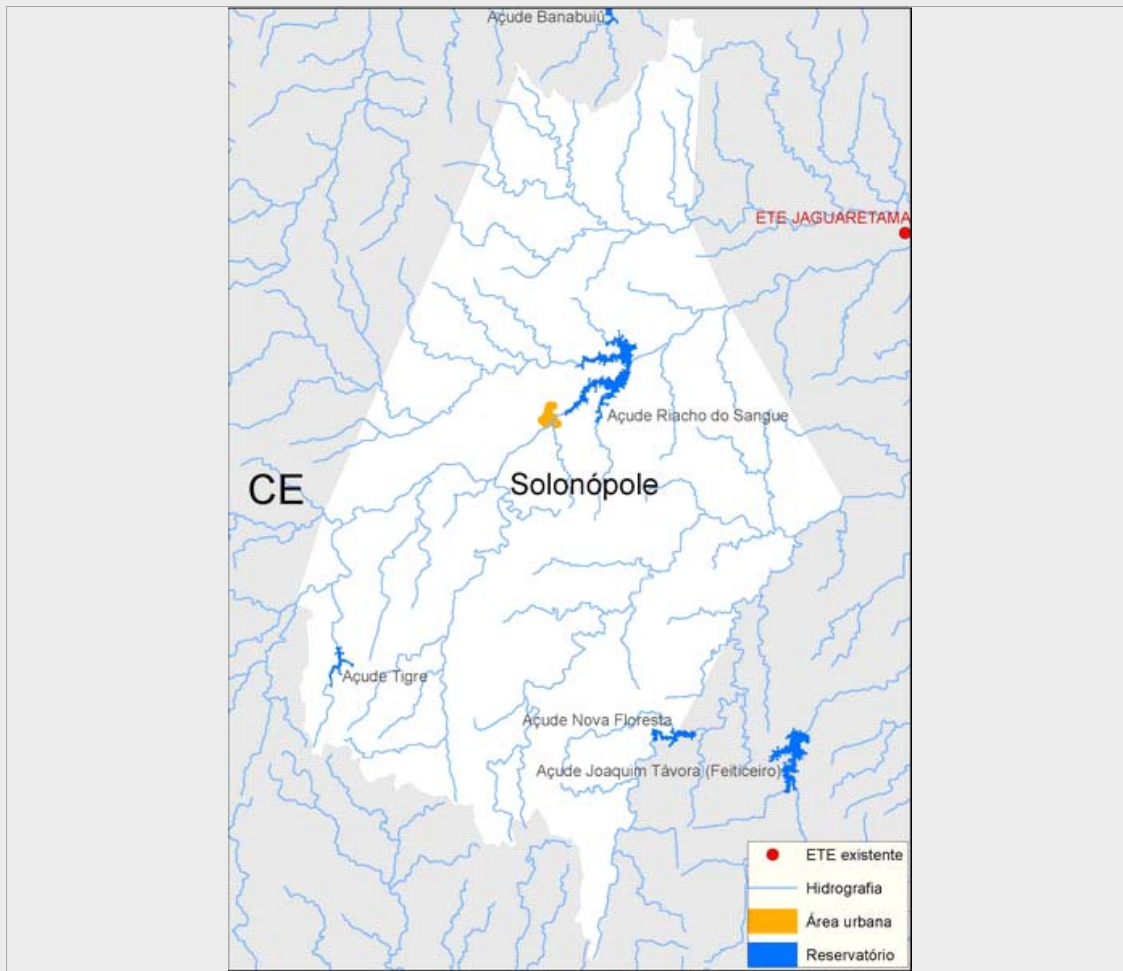 Açude Banabuiú
ETE JAGUARETAMA
Açude Riacho do Sangue
CE
Solonópole
Açude Tigre
Açude Nova Floresta
Açude Joaquim Távora (Feiticeiro)
ETE existente
Hidrografia
Área urbana
Reservatório